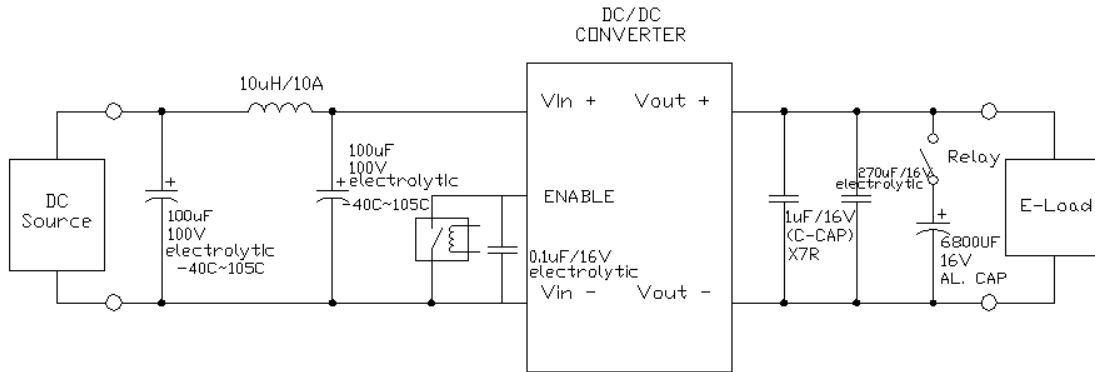 DC/DC
CONVERTER
10uH/10A
VIn +
Vout +
100uF
100V
electrolytIc
-40C~105C
270uF/16V
electrolytIc
Relay
DC
Source
ENABLE
E-Load
100uF
100V
electrolytIc
-40C~105C
1uF/16V
(C-CAP)
X7R
6800UF
16V
AL. CAP
0.1uF/16V
electrolytIc
VIn -
Vout -